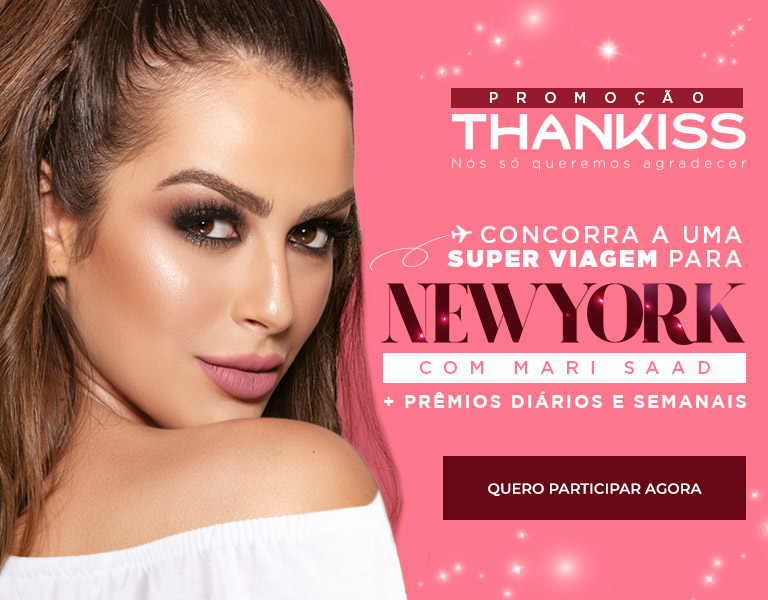 PROMOÇÃO
THANKISS
Nós só queremos agradecer
CONCORRA A UMA
SUPER VIAGEM PARA
NEW YORK
COM MARI SAAD
+ PRÊMIOS DIÁRIOS E SEMANAIS
QUERO PARTICIPAR AGORA